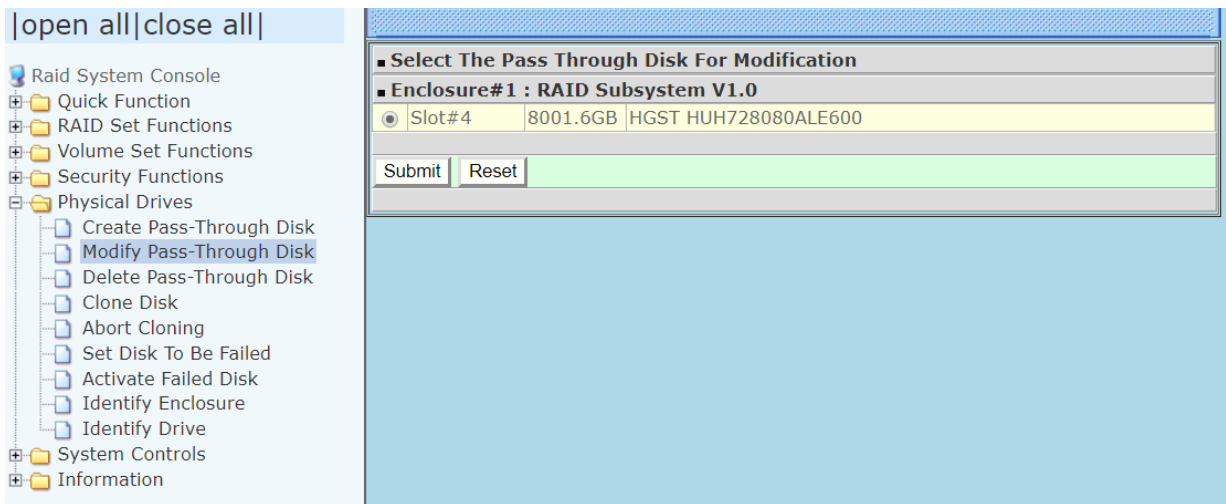 |open all|close all|
Raid System Console
Quick Function
RAID Set Functions
Volume Set Functions
Security Functions
Physical Drives
Create Pass-Through Disk
Modify Pass-Through Disk
Delete Pass-Through Disk
Clone Disk
Abort Cloning
Set Disk To Be Failed
Activate Failed Disk
Identify Enclosure
Identify Drive
System Controls
Information
Select The Pass Through Disk For Modification
Enclosure#1 : RAID Subsystem V1.0
Slot#4 8001.6GB HGST HUH728080ALE600
Submit Reset